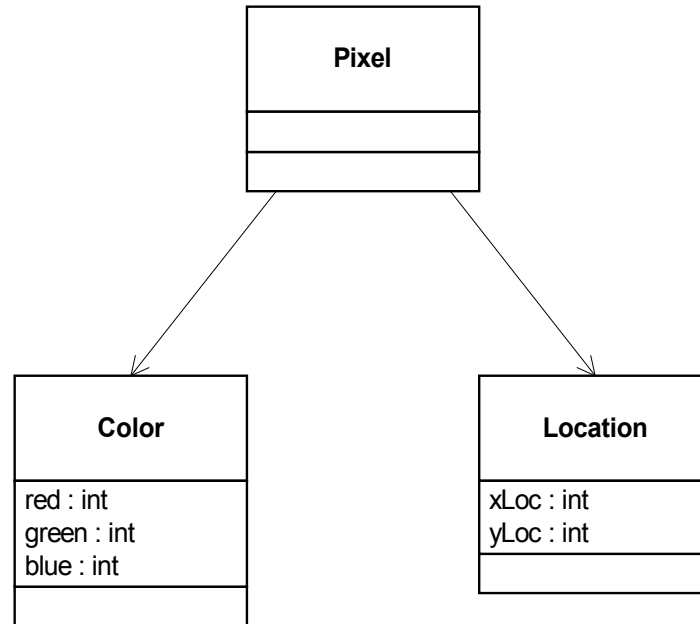 Pixel
Color
red : int
green : int
blue : int
Location
xLoc : int
yLoc : int